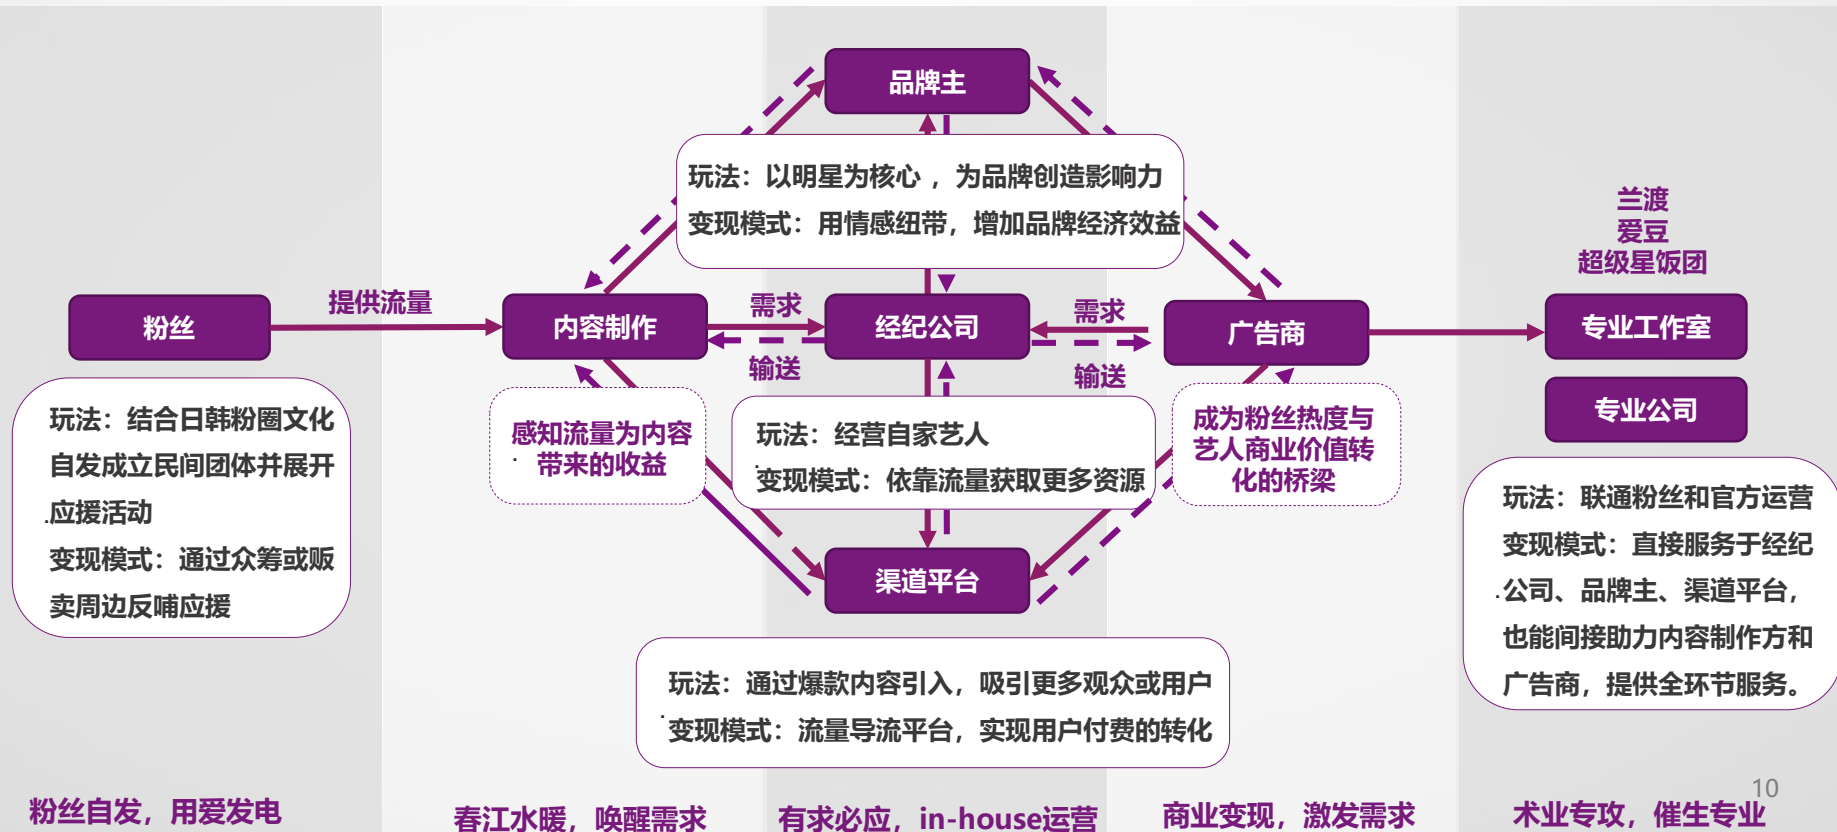 品牌主
玩法：以明星为核心 ，为品牌创造影响力
变现模式：用情感纽带，增加品牌经济效益
兰渡
爱豆
超级星饭团
粉丝
提供流量
内容制作
需求
输送
经纪公司
需求
输送
广告商
专业工作室
专业公司
玩法：结合日韩粉圈文化
自发成立民间团体并展开
应援活动
变现模式：通过众筹或贩
卖周边反哺应援
感知流量为内容
带来的收益
玩法：经营自家艺人
变现模式：依靠流量获取更多资源
成为粉丝热度与
艺人商业价值转
化的桥梁
渠道平台
玩法：联通粉丝和官方运营
变现模式：直接服务于经纪
公司、品牌主、渠道平台，
也能间接助力内容制作方和
广告商，提供全环节服务。
玩法：通过爆款内容引入，吸引更多观众或用户
变现模式：流量导流平台，实现用户付费的转化
粉丝自发，用爱发电
春江水暖，唤醒需求
有求必应，in-house运营
商业变现，激发需求
术业专攻，催生专业
10